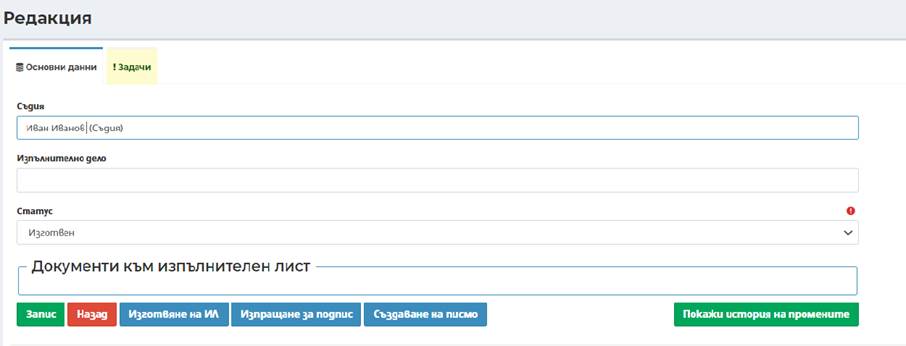 Редакция
Основни данни ! Задачи
Съдия
Иван Иванов (Съдия)
Изпълнително дело
Статус
Изготвен
Документи към изпълнителен лист
Запис Назад Изготвяне на ИЛ Изпращане за подпис Създаване на писмо Покажи история на промените